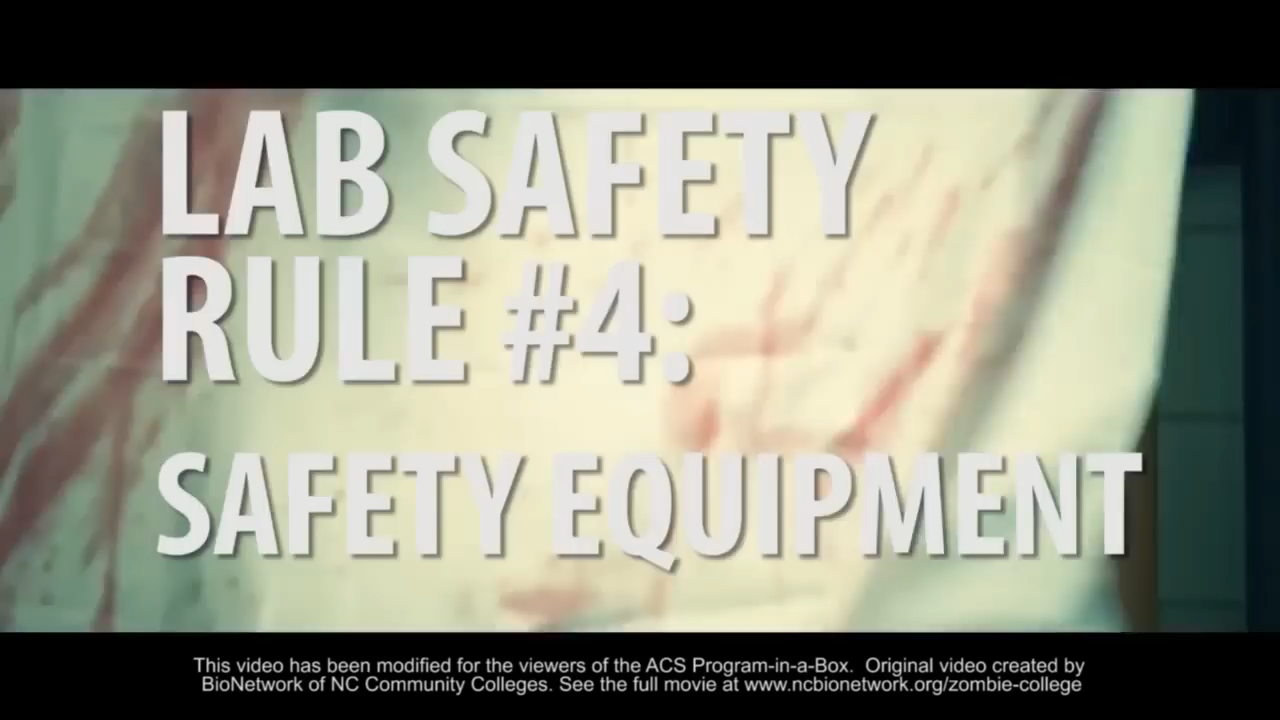 LAB SAFETY
RULE #4:
SAFETY EQUIPMENT
This video has been modified for the viewers of the ACS Program-in-a-Box.  Original video created by
BioNetwork of NC Community Colleges. See the full movie at www.ncbionetwork.org/zombie-college